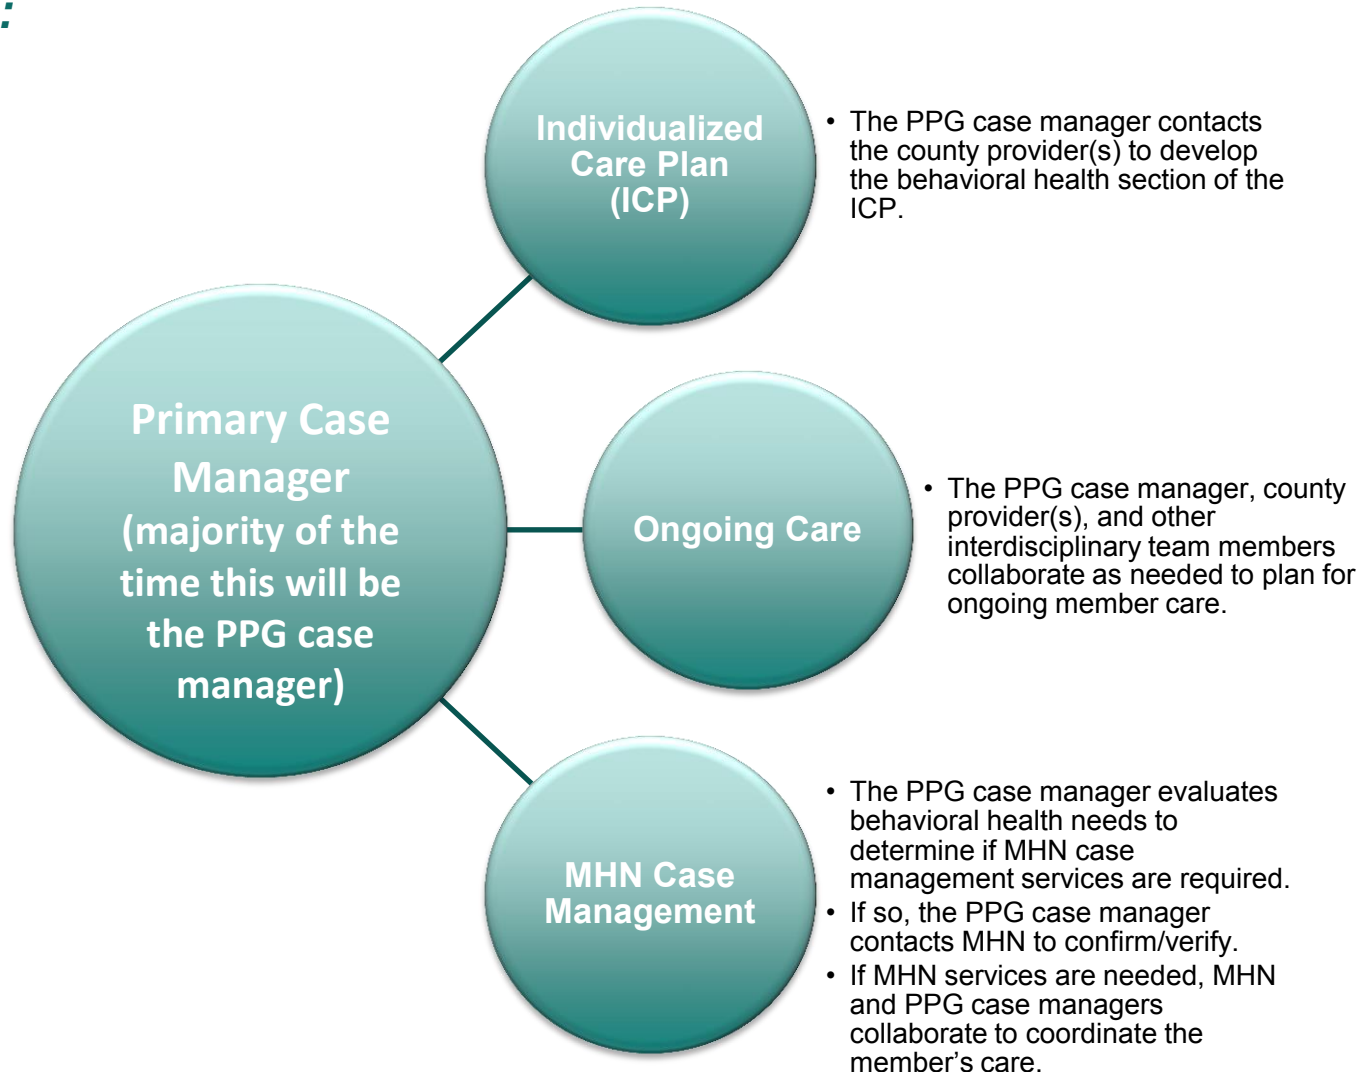 :
Individualized
Care Plan
(ICP)
• The PPG case manager contacts
the county provider(s) to develop
the behavioral health section of the
ICP.
Primary Case
Manager
(majority of the
time this will be
the PPG case
manager)
Ongoing Care
• The PPG case manager, county
provider(s), and other
interdisciplinary team members
collaborate as needed to plan for
ongoing member care.
MHN Case
Management
• The PPG case manager evaluates
behavioral health needs to
determine if MHN case
management services are required.
• If so, the PPG case manager
contacts MHN to confirm/verify.
• If MHN services are needed, MHN
and PPG case managers
collaborate to coordinate the
member’s care.